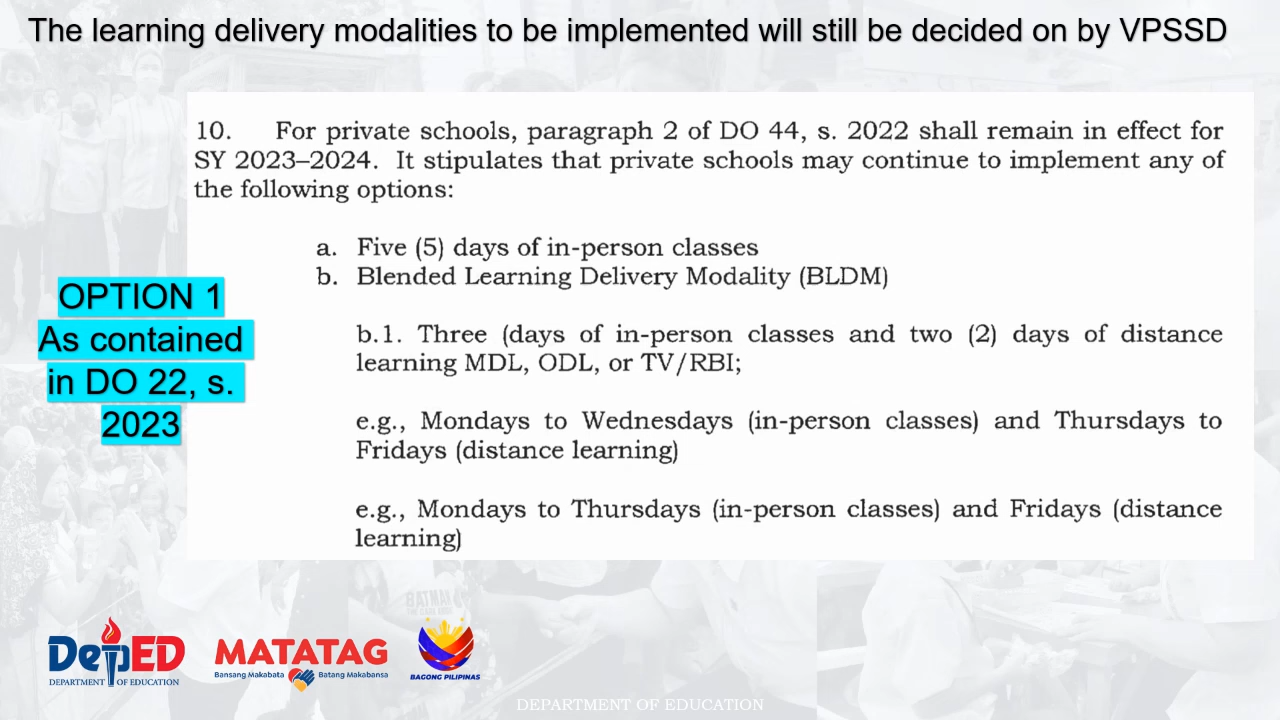 The learning delivery modalities to be implemented will still be decided on by VPSSD
10. For private schools, paragraph 2 of DO 44, s. 2022 shall remain in effect for
SY 2023–2024. It stipulates that private schools may continue to implement any of
the following options:
a. Five (5) days of in-person classes
b. Blended Learning Delivery Modality (BLDM)
b.1. Three (days of in-person classes and two (2) days of distance
learning MDL, ODL, or TV/RBI;
e.g., Mondays to Wednesdays (in-person classes) and Thursdays to
Fridays (distance learning)
e.g., Mondays to Thursdays (in-person classes) and Fridays (distance
learning)
OPTION 1
As contained
in DO 22, s.
2023
DepED
DEPARTMENT OF EDUCATION
MATATAG
Bansang Makabata Batang Makabansa
BAGONG PILIPINAS
DEPARTMENT OF EDUCATION